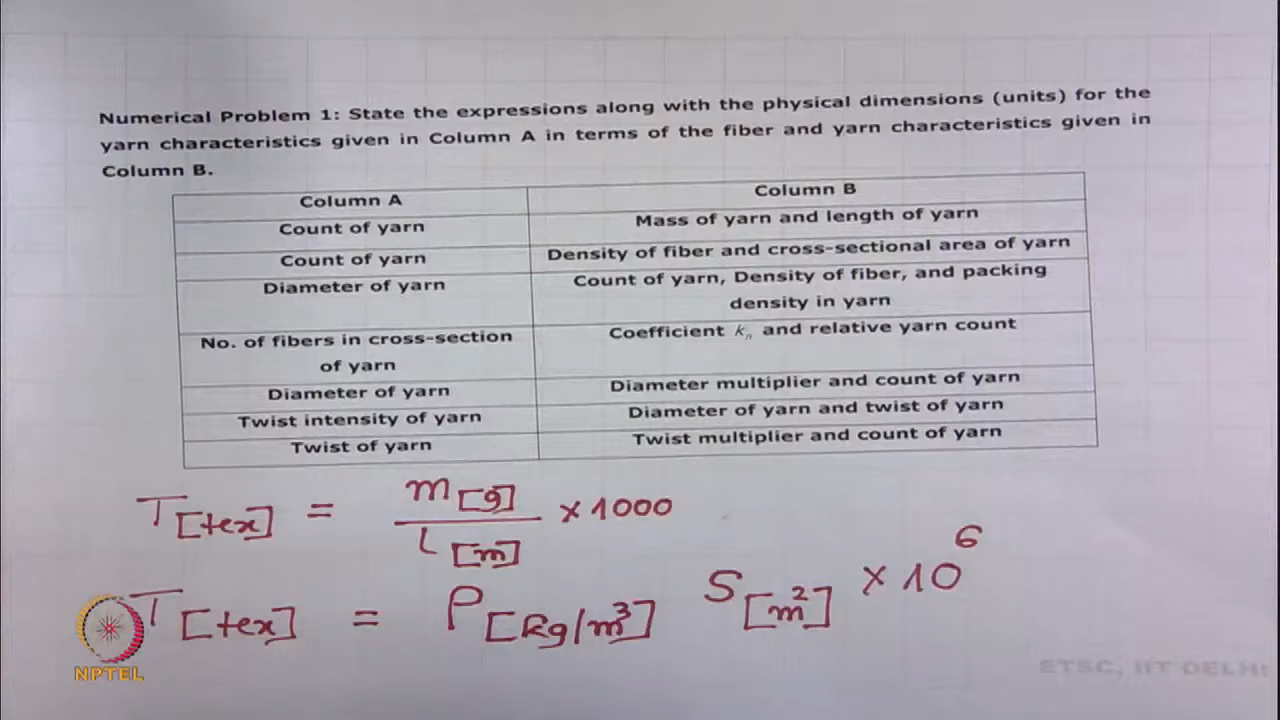 Numerical Problem 1: State the expressions along with the physical dimensions (units) for the
yarn characteristics given in Column A in terms of the fiber and yarn characteristics given in
Column B.
Column A Column B
Count of yarn Mass of yarn and length of yarn
Count of yarn Density of fiber and cross-sectional area of yarn
Diameter of yarn Count of yarn, Density of fiber, and packing
density in yarn
No. of fibers in cross-section Coefficient kₙ and relative yarn count
of yarn
Diameter of yarn Diameter multiplier and count of yarn
Twist intensity of yarn Diameter of yarn and twist of yarn
Twist of yarn Twist multiplier and count of yarn
T[tex] = m[g] / l[m] × 1000
T[tex] = ρ[kg/m³] S[m²] × 10⁶
NPTEL
ETSC, IIT DELHI